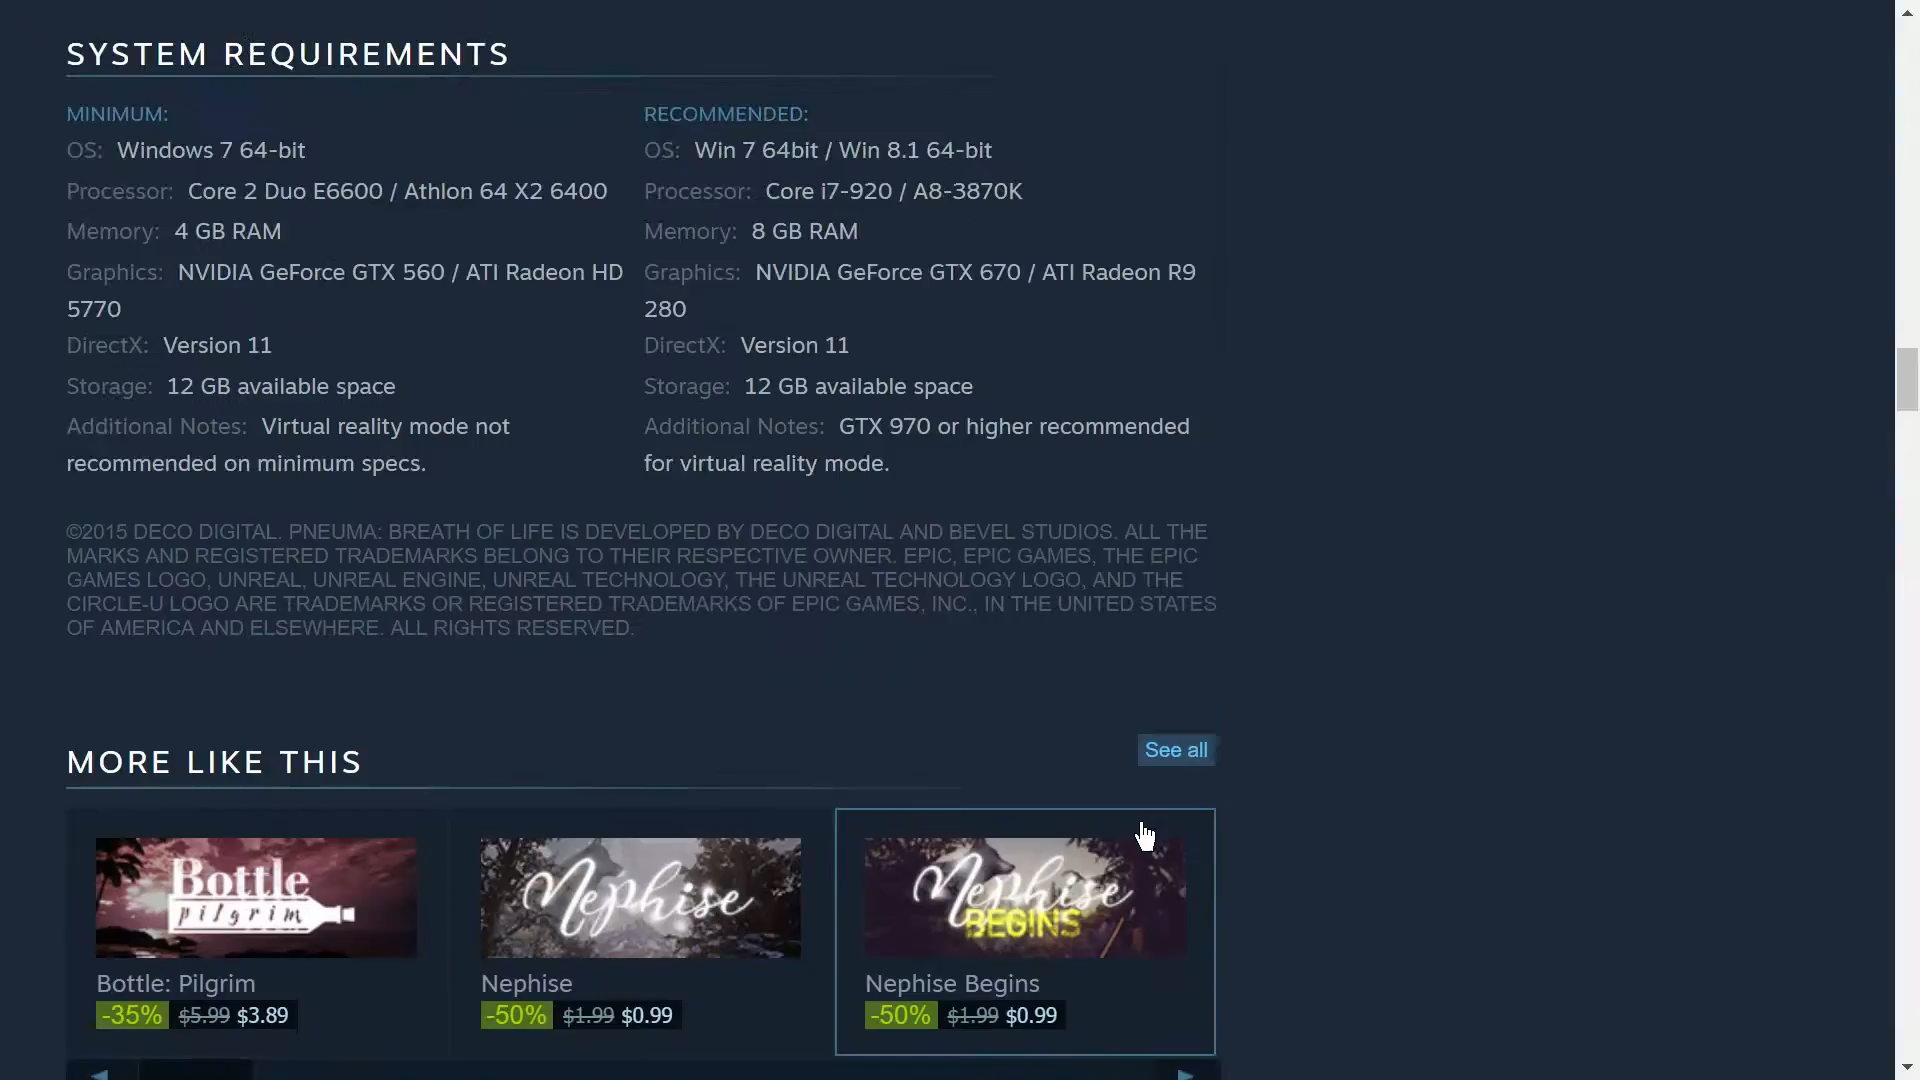 SYSTEM REQUIREMENTS
MINIMUM:
OS: Windows 7 64-bit
Processor: Core 2 Duo E6600 / Athlon 64 X2 6400
Memory: 4 GB RAM
Graphics: NVIDIA GeForce GTX 560 / ATI Radeon HD
5770
DirectX: Version 11
Storage: 12 GB available space
Additional Notes: Virtual reality mode not
recommended on minimum specs.
RECOMMENDED:
OS: Win 7 64bit / Win 8.1 64-bit
Processor: Core i7-920 / A8-3870K
Memory: 8 GB RAM
Graphics: NVIDIA GeForce GTX 670 / ATI Radeon R9
280
DirectX: Version 11
Storage: 12 GB available space
Additional Notes: GTX 970 or higher recommended
for virtual reality mode.
©2015 DECO DIGITAL. PNEUMA: BREATH OF LIFE IS DEVELOPED BY DECO DIGITAL AND BEVEL STUDIOS. ALL THE
MARKS AND REGISTERED TRADEMARKS BELONG TO THEIR RESPECTIVE OWNER. EPIC, EPIC GAMES, THE EPIC
GAMES LOGO, UNREAL, UNREAL ENGINE, UNREAL TECHNOLOGY, THE UNREAL TECHNOLOGY LOGO, AND THE
CIRCLE-U LOGO ARE TRADEMARKS OR REGISTERED TRADEMARKS OF EPIC GAMES, INC., IN THE UNITED STATES
OF AMERICA AND ELSEWHERE. ALL RIGHTS RESERVED.
MORE LIKE THIS
See all
Bottle
pilgrim
Bottle: Pilgrim
-35% $5.99 $3.89
Nephise
Nephise
-50% $1.99 $0.99
Nephise
BEGINS
Nephise Begins
-50% $1.99 $0.99